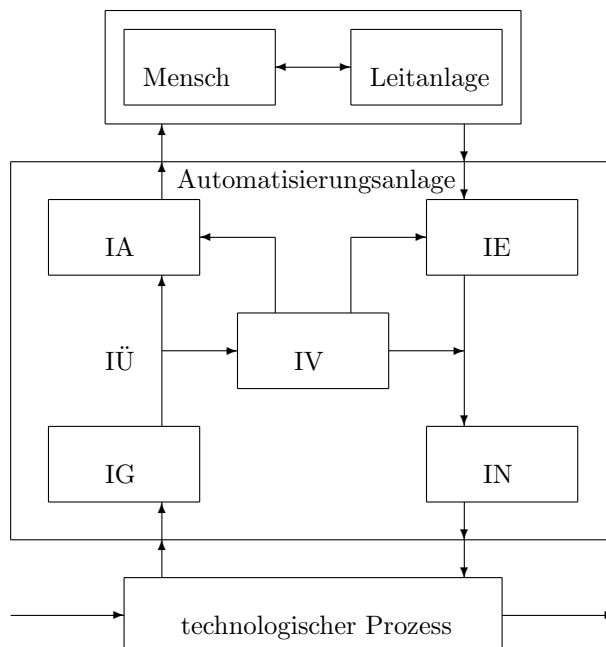 Mensch
Leitanlage
Automatisierungsanlage
IA
IE
IÜ
IV
IG
IN
technologischer Prozess